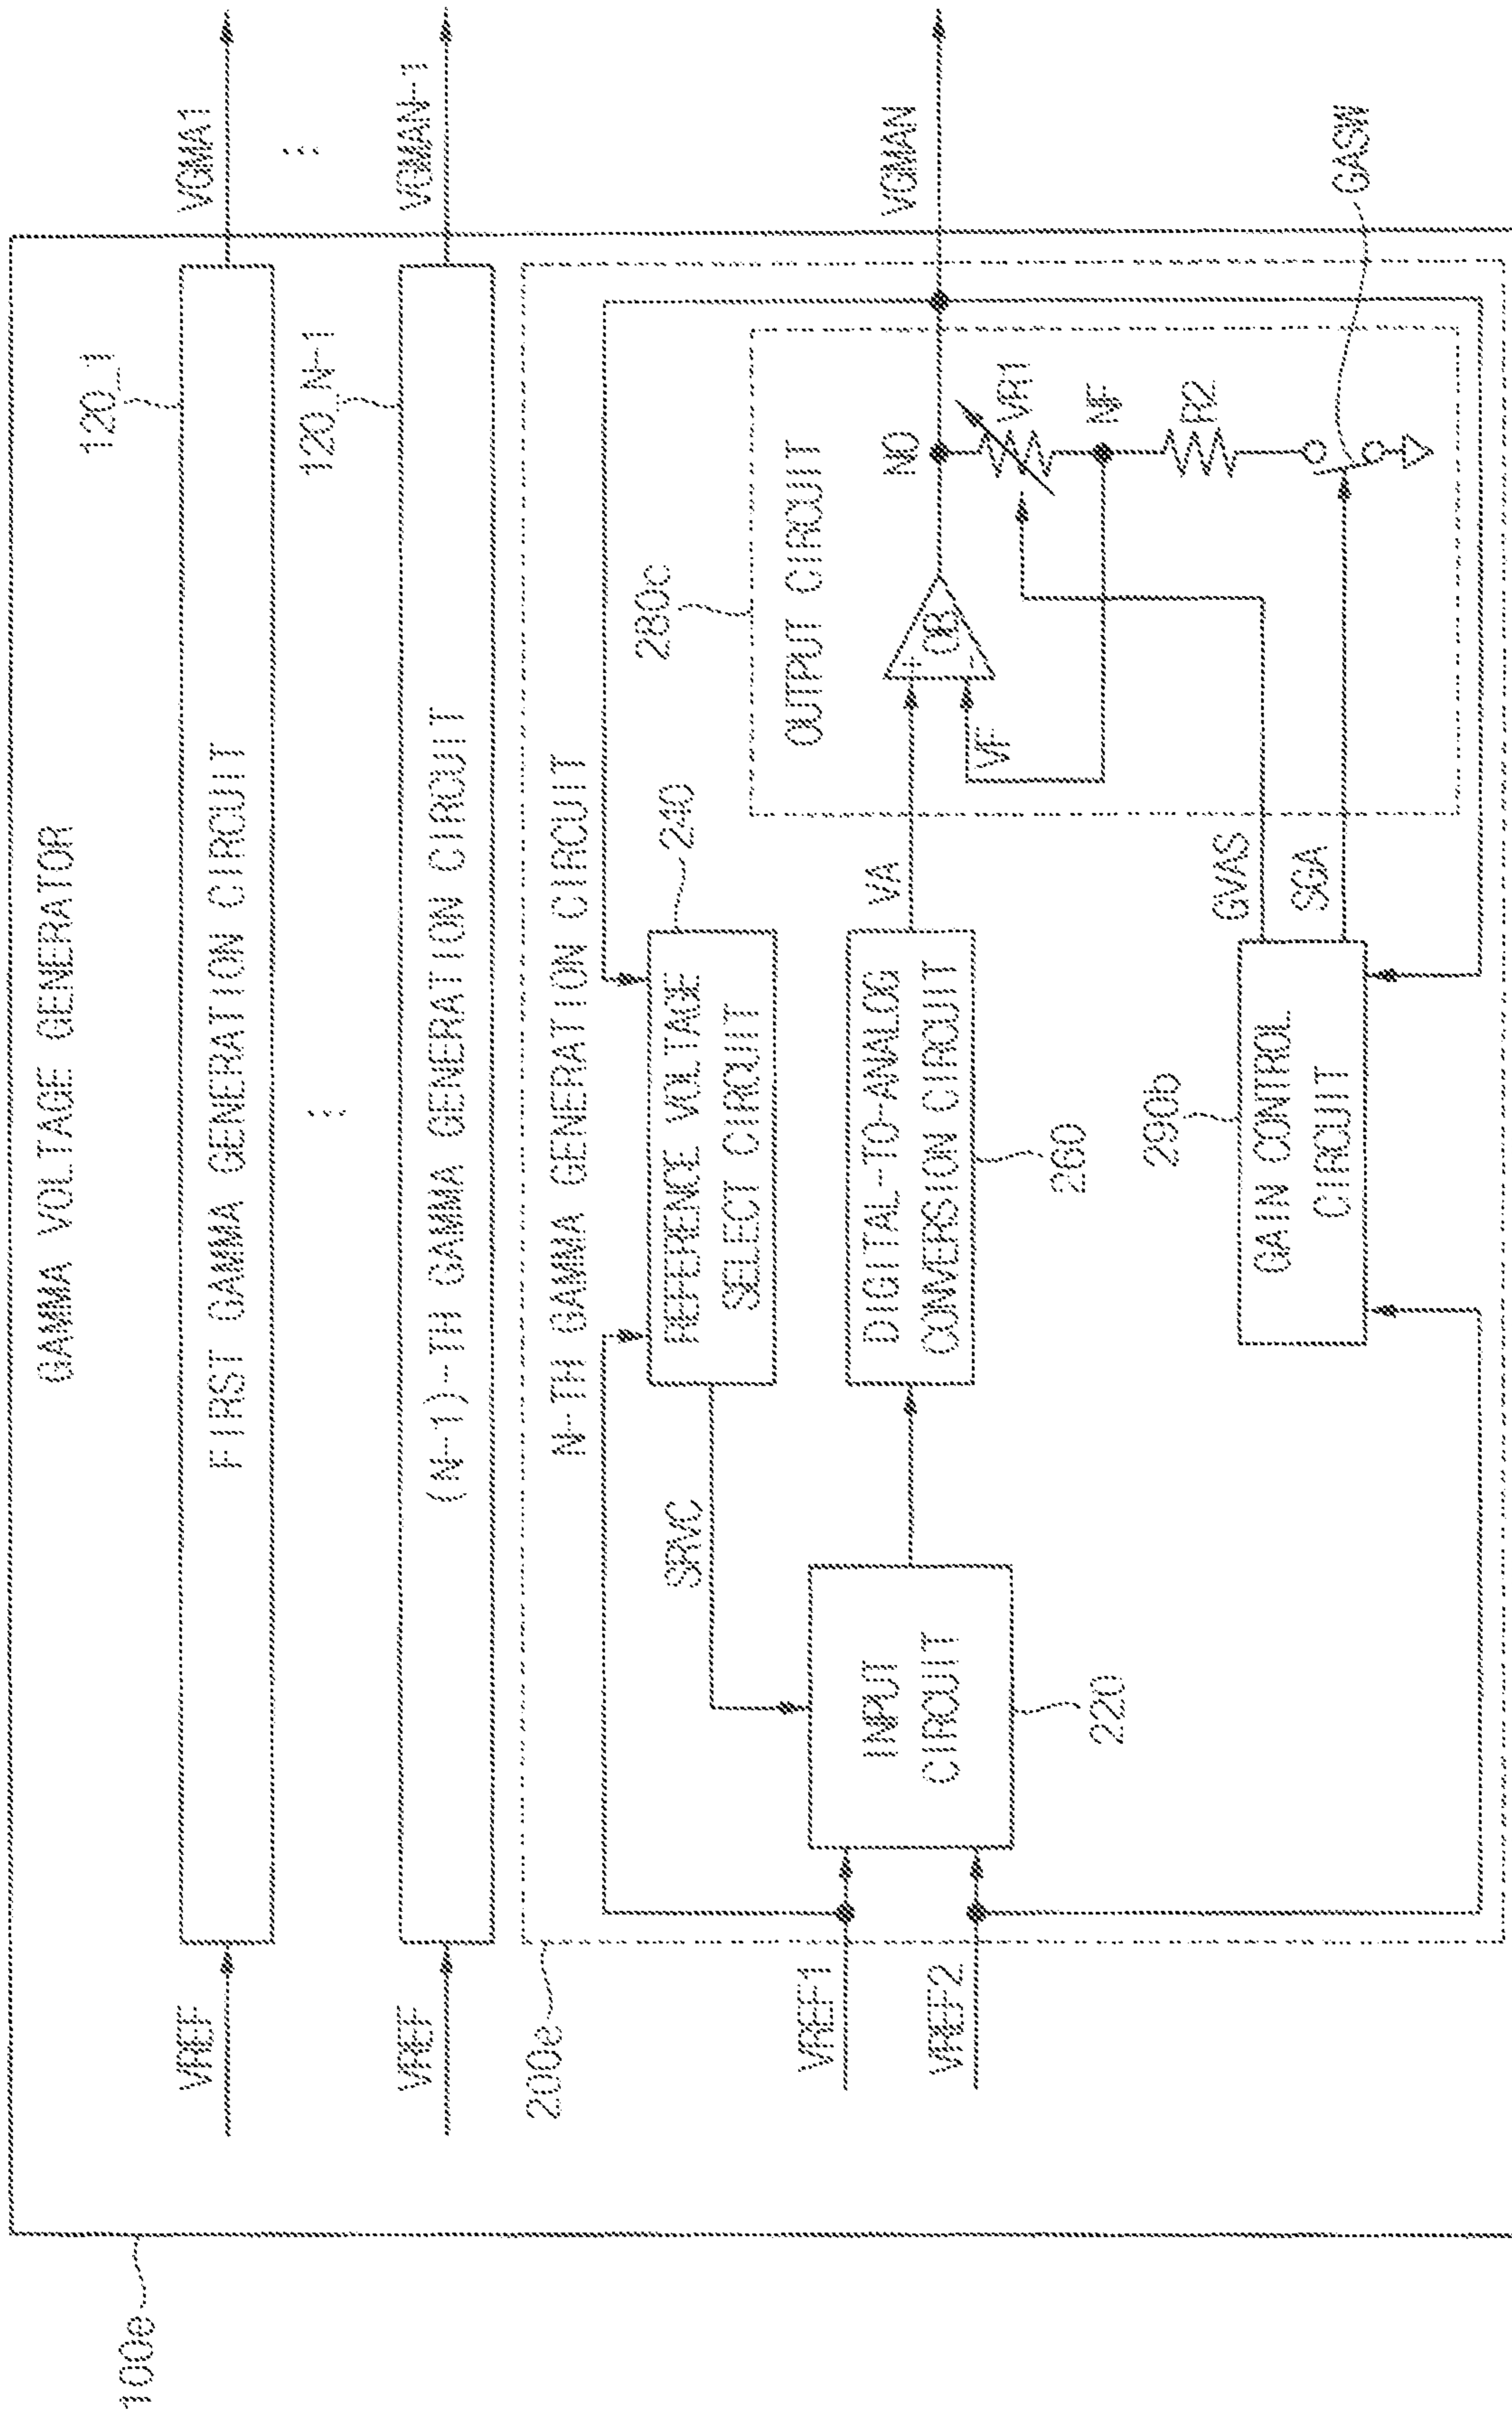 100e
GAMMA VOLTAGE GENERATOR
120_1
VREF
FIRST GAMMA GENERATION CIRCUIT
VGMA1
⋮
⋮
120_N-1
VREF
(N-1)-TH GAMMA GENERATION CIRCUIT
VGMAN-1
200e
N-TH GAMMA GENERATION CIRCUIT
240
REFERENCE VOLTAGE
SELECT CIRCUIT
SRVC
280c
OUTPUT CIRCUIT
VREF1
VREF2
INPUT
CIRCUIT
220
DIGITAL-TO-ANALOG
CONVERSION CIRCUIT
260
VA
+
OB
-
VF
NO
VGMAN
VR1
NF
R2
290b
GAIN CONTROL
CIRCUIT
GVAS
SGA
GASW